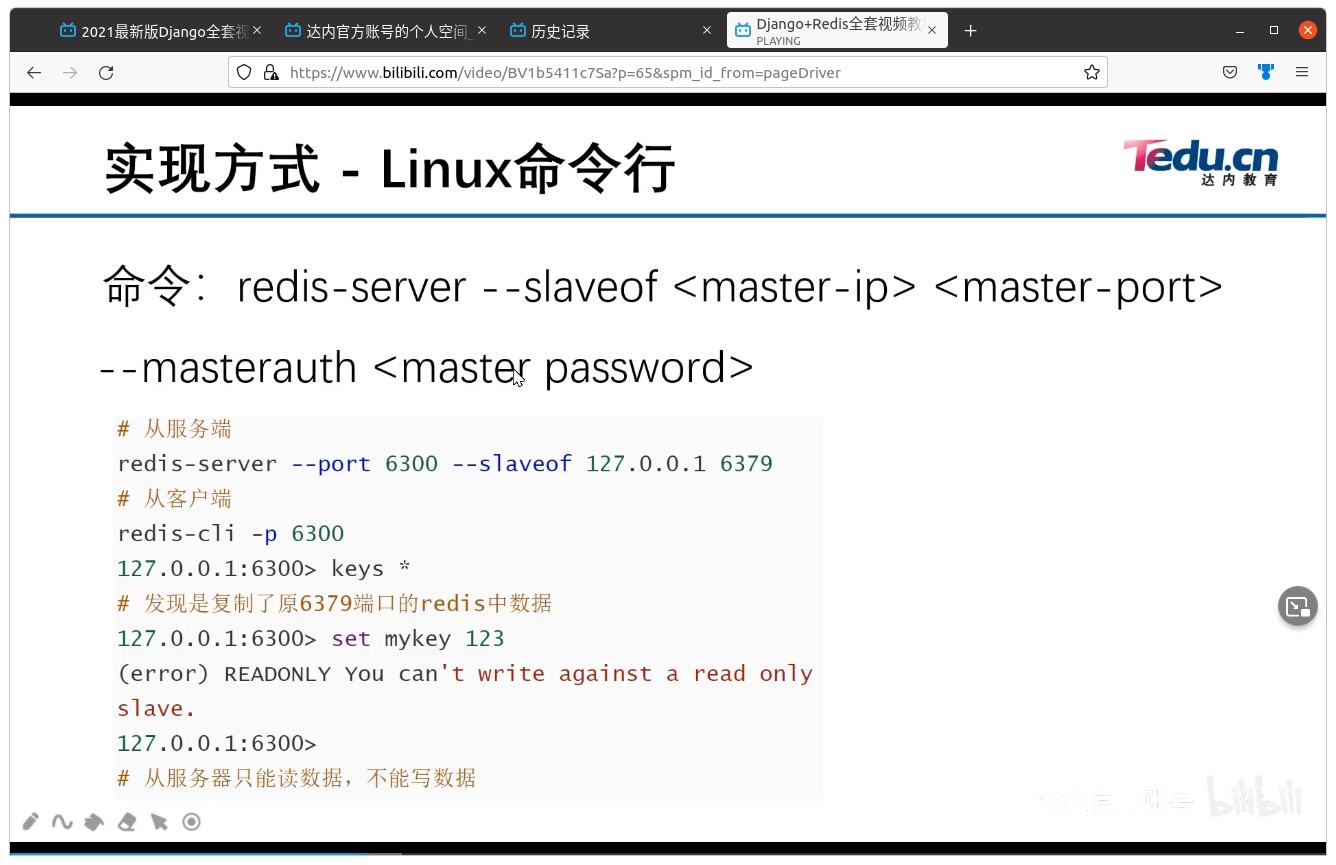 2021最新版Django全套视
达内官方账号的个人空间_
历史记录
Django+Redis全套视频教
PLAYING
https://www.bilibili.com/video/BV1b5411c7Sa?p=65&spm_id_from=pageDriver
实现方式 - Linux命令行
Tedu.cn
达内教育
命令：redis-server --slaveof <master-ip> <master-port>
--masterauth <master password>
# 从服务端
redis-server --port 6300 --slaveof 127.0.0.1 6379
# 从客户端
redis-cli -p 6300
127.0.0.1:6300> keys *
# 发现是复制了原6379端口的redis中数据
127.0.0.1:6300> set mykey 123
(error) READONLY You can't write against a read only
slave.
127.0.0.1:6300>
# 从服务器只能读数据，不能写数据
bilibili